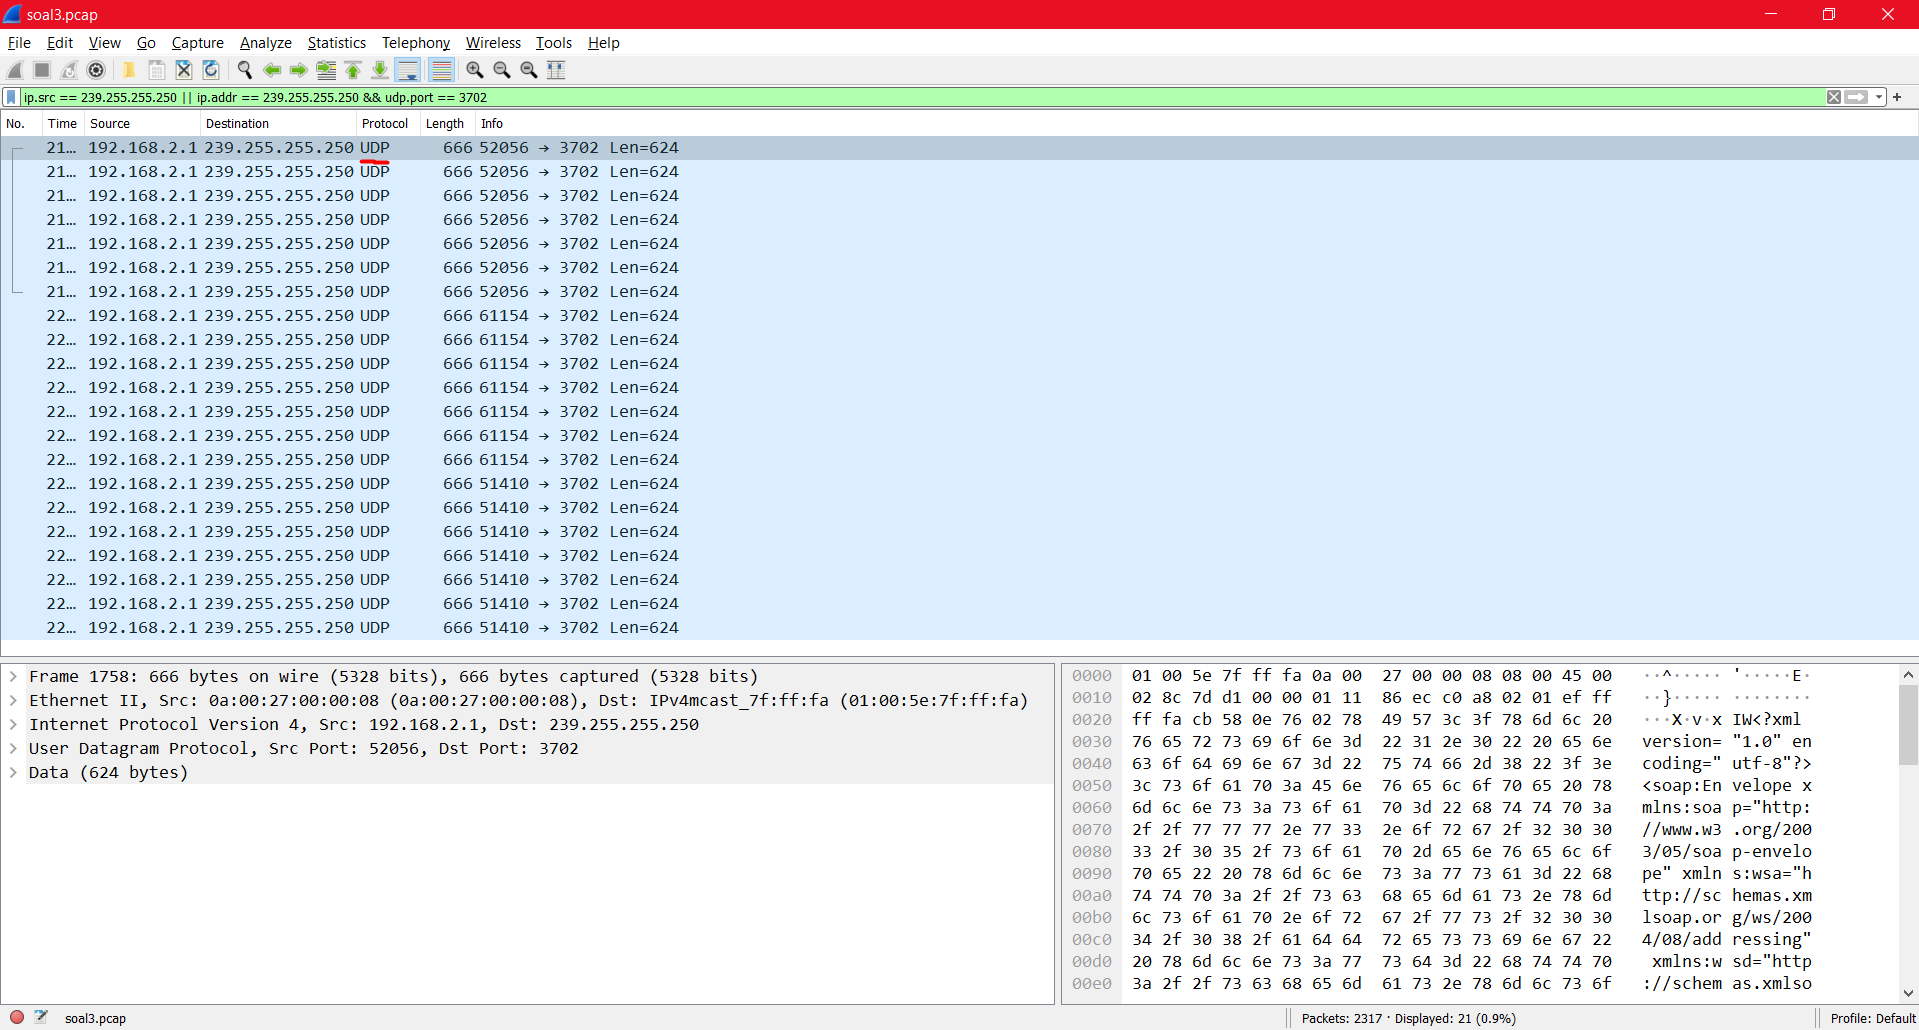 soal3.pcap
File Edit View Go Capture Analyze Statistics Telephony Wireless Tools Help
ip.src == 239.255.255.250 || ip.addr == 239.255.255.250 && udp.port == 3702
No. Time Source Destination Protocol Length Info
21… 192.168.2.1 239.255.255.250 UDP 666 52056 → 3702 Len=624
21… 192.168.2.1 239.255.255.250 UDP 666 52056 → 3702 Len=624
21… 192.168.2.1 239.255.255.250 UDP 666 52056 → 3702 Len=624
21… 192.168.2.1 239.255.255.250 UDP 666 52056 → 3702 Len=624
21… 192.168.2.1 239.255.255.250 UDP 666 52056 → 3702 Len=624
21… 192.168.2.1 239.255.255.250 UDP 666 52056 → 3702 Len=624
21… 192.168.2.1 239.255.255.250 UDP 666 52056 → 3702 Len=624
22… 192.168.2.1 239.255.255.250 UDP 666 61154 → 3702 Len=624
22… 192.168.2.1 239.255.255.250 UDP 666 61154 → 3702 Len=624
22… 192.168.2.1 239.255.255.250 UDP 666 61154 → 3702 Len=624
22… 192.168.2.1 239.255.255.250 UDP 666 61154 → 3702 Len=624
22… 192.168.2.1 239.255.255.250 UDP 666 61154 → 3702 Len=624
22… 192.168.2.1 239.255.255.250 UDP 666 61154 → 3702 Len=624
22… 192.168.2.1 239.255.255.250 UDP 666 61154 → 3702 Len=624
22… 192.168.2.1 239.255.255.250 UDP 666 51410 → 3702 Len=624
22… 192.168.2.1 239.255.255.250 UDP 666 51410 → 3702 Len=624
22… 192.168.2.1 239.255.255.250 UDP 666 51410 → 3702 Len=624
22… 192.168.2.1 239.255.255.250 UDP 666 51410 → 3702 Len=624
22… 192.168.2.1 239.255.255.250 UDP 666 51410 → 3702 Len=624
22… 192.168.2.1 239.255.255.250 UDP 666 51410 → 3702 Len=624
22… 192.168.2.1 239.255.255.250 UDP 666 51410 → 3702 Len=624
Frame 1758: 666 bytes on wire (5328 bits), 666 bytes captured (5328 bits)
Ethernet II, Src: 0a:00:27:00:00:08 (0a:00:27:00:00:08), Dst: IPv4mcast_7f:ff:fa (01:00:5e:7f:ff:fa)
Internet Protocol Version 4, Src: 192.168.2.1, Dst: 239.255.255.250
User Datagram Protocol, Src Port: 52056, Dst Port: 3702
Data (624 bytes)
0000 01 00 5e 7f ff fa 0a 00 27 00 00 08 08 00 45 00 ··^····· '·····E·
0010 02 8c 7d d1 00 00 01 11 86 ec c0 a8 02 01 ef ff ··}····· ········
0020 ff fa cb 58 0e 76 02 78 49 57 3c 3f 78 6d 6c 20 ···X·v·x IW<?xml
0030 76 65 72 73 69 6f 6e 3d 22 31 2e 30 22 20 65 6e version= "1.0" en
0040 63 6f 64 69 6e 67 3d 22 75 74 66 2d 38 22 3f 3e coding=" utf-8"?>
0050 3c 73 6f 61 70 3a 45 6e 76 65 6c 6f 70 65 20 78 <soap:En velope x
0060 6d 6c 6e 73 3a 73 6f 61 70 3d 22 68 74 74 70 3a mlns:soa p="http:
0070 2f 2f 77 77 77 2e 77 33 2e 6f 72 67 2f 32 30 30 //www.w3 .org/200
0080 33 2f 30 35 2f 73 6f 61 70 2d 65 6e 76 65 6c 6f 3/05/soa p-envelo
0090 70 65 22 20 78 6d 6c 6e 73 3a 77 73 61 3d 22 68 pe" xmln s:wsa="h
00a0 74 74 70 3a 2f 2f 73 63 68 65 6d 61 73 2e 78 6d ttp://sc hemas.xm
00b0 6c 73 6f 61 70 2e 6f 72 67 2f 77 73 2f 32 30 30 lsoap.or g/ws/200
00c0 34 2f 30 38 2f 61 64 64 72 65 73 73 69 6e 67 22 4/08/add ressing"
00d0 20 78 6d 6c 6e 73 3a 77 73 64 3d 22 68 74 74 70 xmlns:w sd="http
00e0 3a 2f 2f 73 63 68 65 6d 61 73 2e 78 6d 6c 73 6f ://schem as.xmlso
soal3.pcap Packets: 2317 · Displayed: 21 (0.9%) Profile: Default